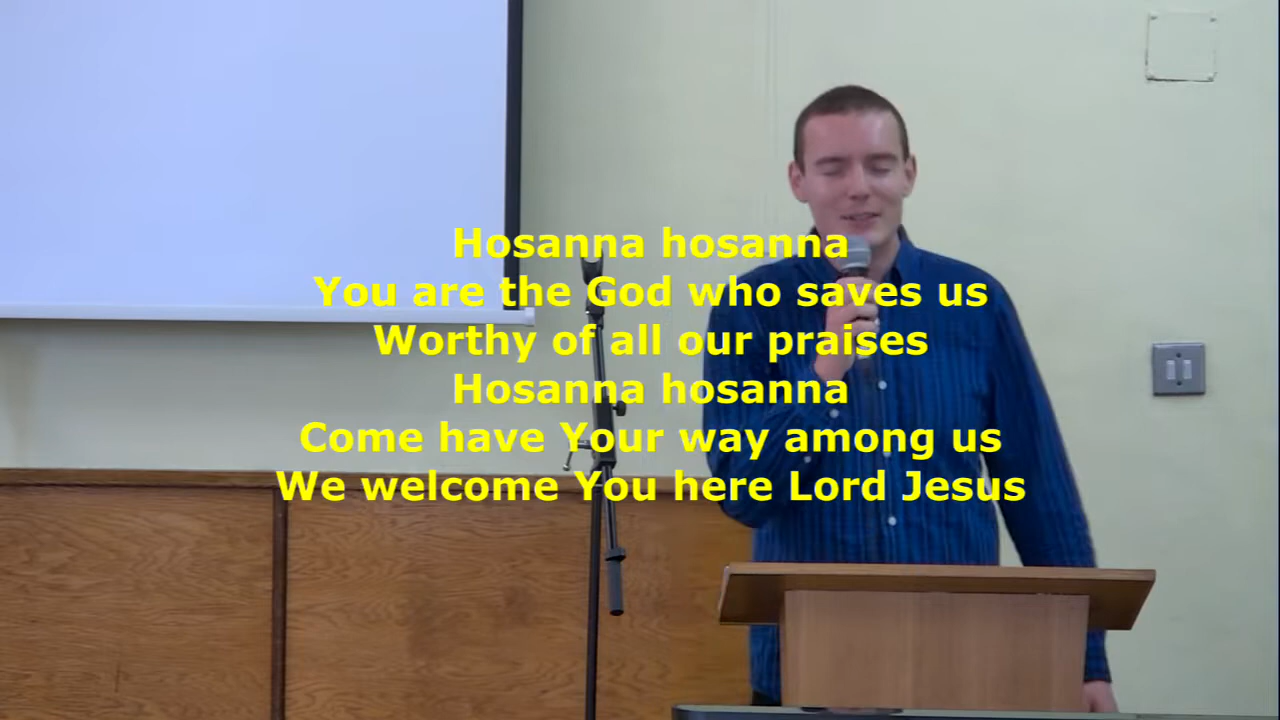 Hosanna hosanna
You are the God who saves us
Worthy of all our praises
Hosanna hosanna
Come have Your way among us
We welcome You here Lord Jesus